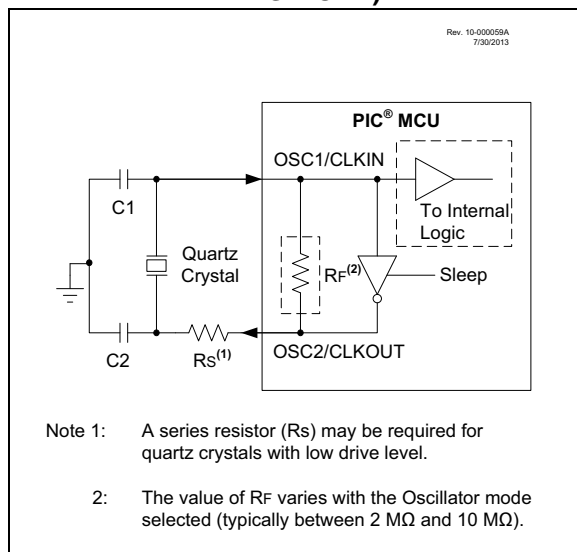 Rev. 10-000059A
7/30/2013
PIC® MCU
OSC1/CLKIN
C1
To Internal
Logic
Quartz
Crystal
RF(2)
Sleep
C2
RS(1)
OSC2/CLKOUT
Note 1: A series resistor (Rs) may be required for
quartz crystals with low drive level.
2: The value of RF varies with the Oscillator mode
selected (typically between 2 MΩ and 10 MΩ).